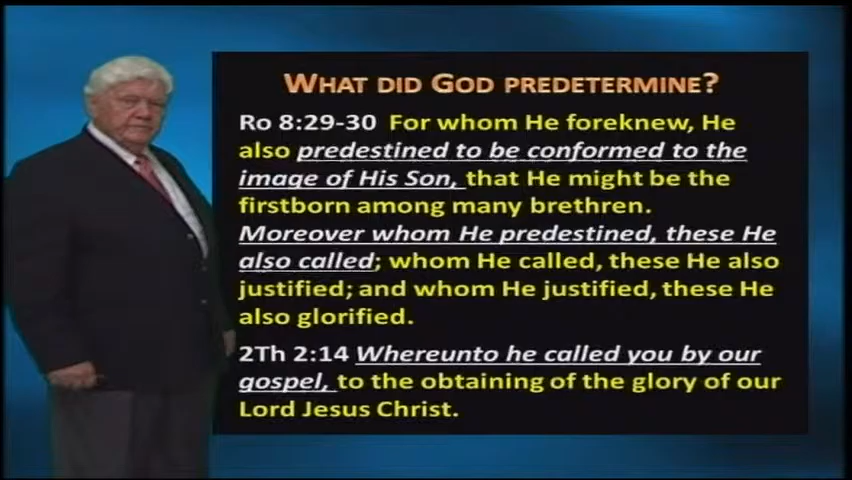 WHAT DID GOD PREDETERMINE?
Ro 8:29-30 For whom He foreknew, He
also predestined to be conformed to the
image of His Son, that He might be the
firstborn among many brethren.
Moreover whom He predestined, these He
also called; whom He called, these He also
justified; and whom He justified, these He
also glorified.
2Th 2:14 Whereunto he called you by our
gospel, to the obtaining of the glory of our
Lord Jesus Christ.